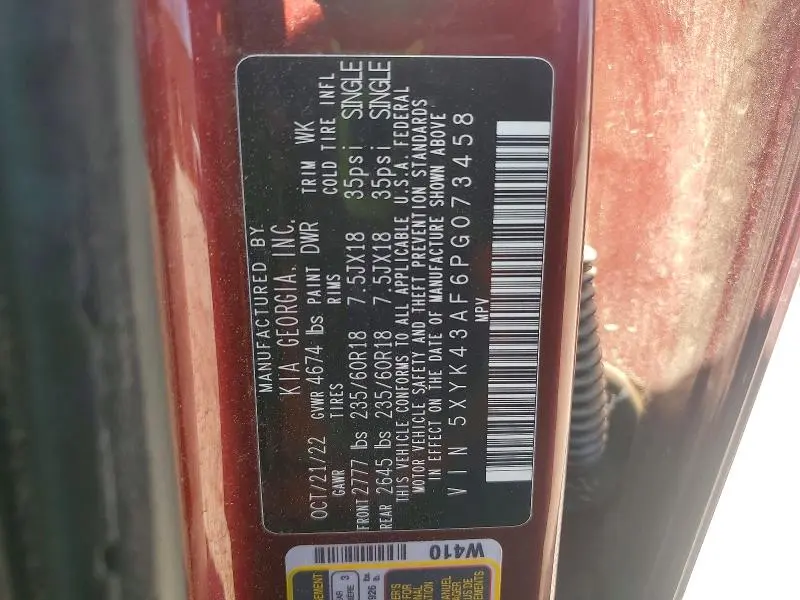 MANUFACTURED BY
KIA GEORGIA, INC.
OCT/21/22 GVWR 4674 lbs PAINT DWR TRIM WK
GAWR TIRES RIMS COLD TIRE INFL
FRONT 2777 lbs 235/60R18 7.5JX18 35psi SINGLE
REAR 2645 lbs 235/60R18 7.5JX18 35psi SINGLE
THIS VEHICLE CONFORMS TO ALL APPLICABLE U.S.A. FEDERAL
MOTOR VEHICLE SAFETY AND THEFT PREVENTION STANDARDS
IN EFFECT ON THE DATE OF MANUFACTURE SHOWN ABOVE
VIN 5XYK43AF6PG073458
MPV
W410
3
926